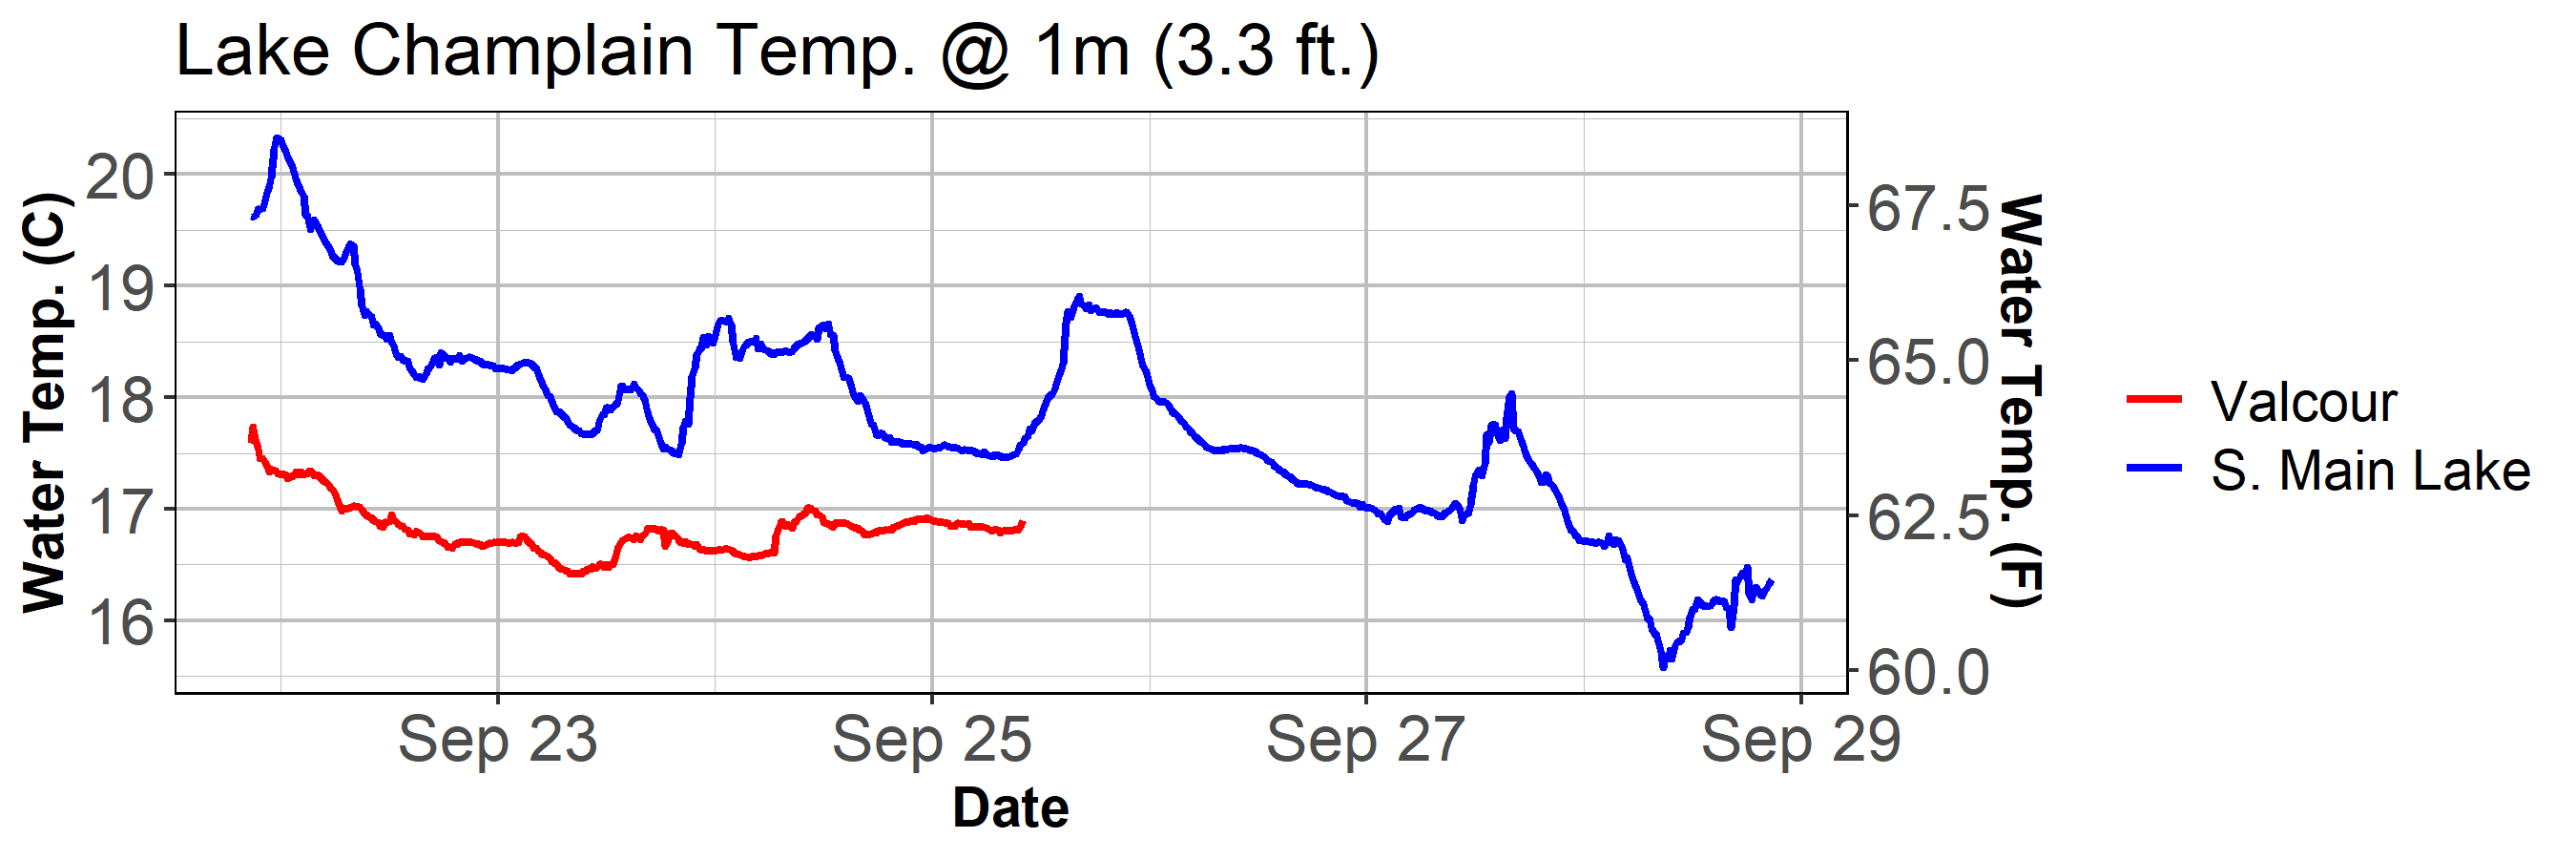 Lake Champlain Temp. @ 1m (3.3 ft.)
Water Temp. (C)
20
19
18
17
16
67.5
65.0
62.5
60.0
Water Temp. (F)
Sep 23
Sep 25
Sep 27
Sep 29
Date
Valcour
S. Main Lake